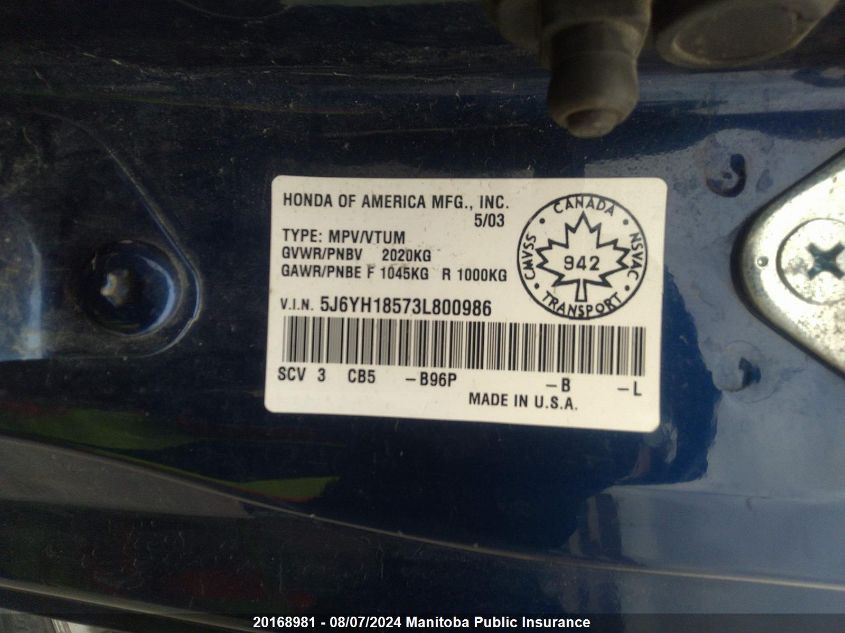 HONDA OF AMERICA MFG., INC.
5/03
TYPE: MPV/VTUM
GVWR/PNBV 2020KG
GAWR/PNBE F 1045KG R 1000KG
V.I.N. 5J6YH18573L800986
SCV 3 CB5 -B96P -B -L
MADE IN U.S.A.
CANADA
CMVSS 942 NSVAC
TRANSPORT
20168981 - 08/07/2024 Manitoba Public Insurance